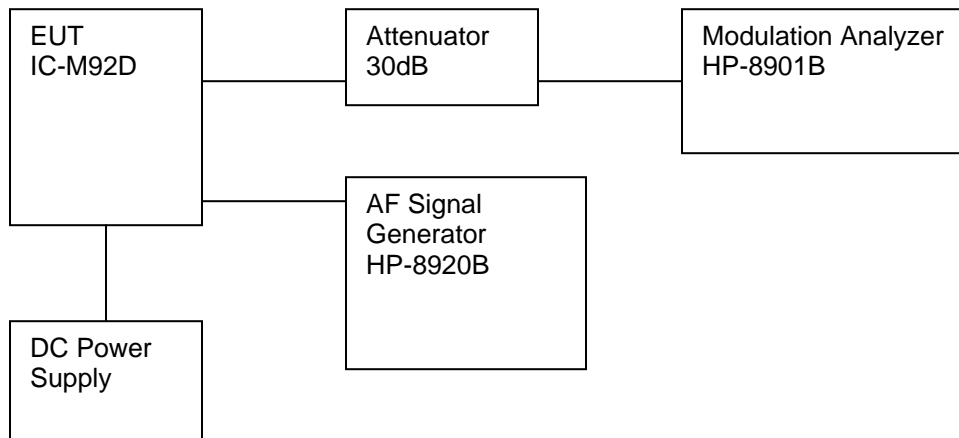 EUT
IC-M92D
Attenuator
30dB
Modulation Analyzer
HP-8901B
AF Signal
Generator
HP-8920B
DC Power
Supply